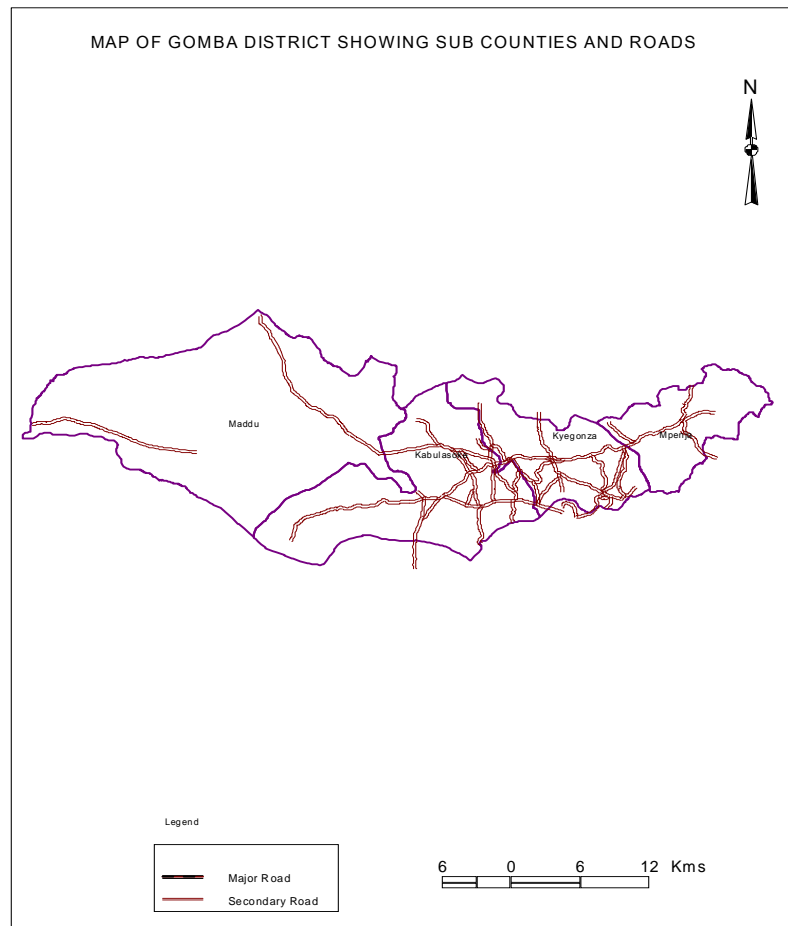 MAP OF GOMBA DISTRICT SHOWING SUB COUNTIES AND ROADS
N
Maddu
Kyegonza
Mpenja
Kabulasoke
Legend
Major Road
Secondary Road
6 0 6 12 Kms